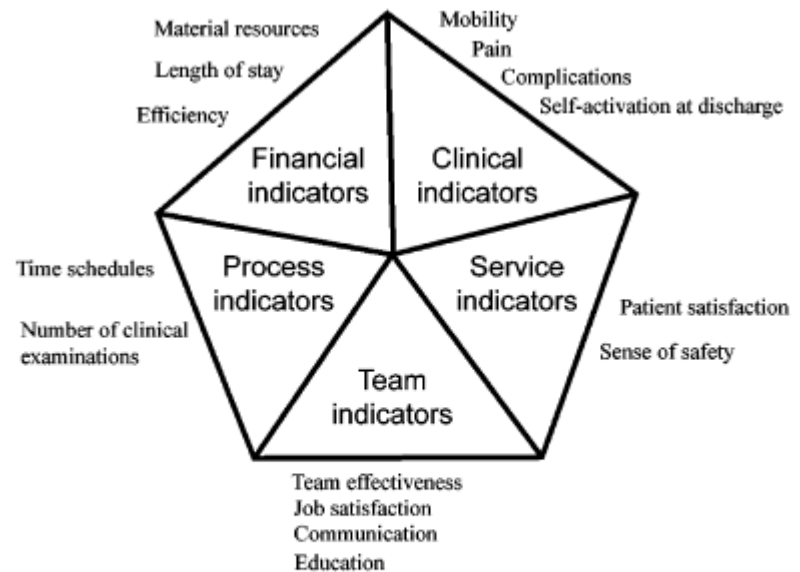 Material resources
Length of stay
Efficiency
Mobility
Pain
Complications
Self-activation at discharge
Financial
indicators
Clinical
indicators
Process
indicators
Service
indicators
Time schedules
Number of clinical
examinations
Patient satisfaction
Sense of safety
Team
indicators
Team effectiveness
Job satisfaction
Communication
Education